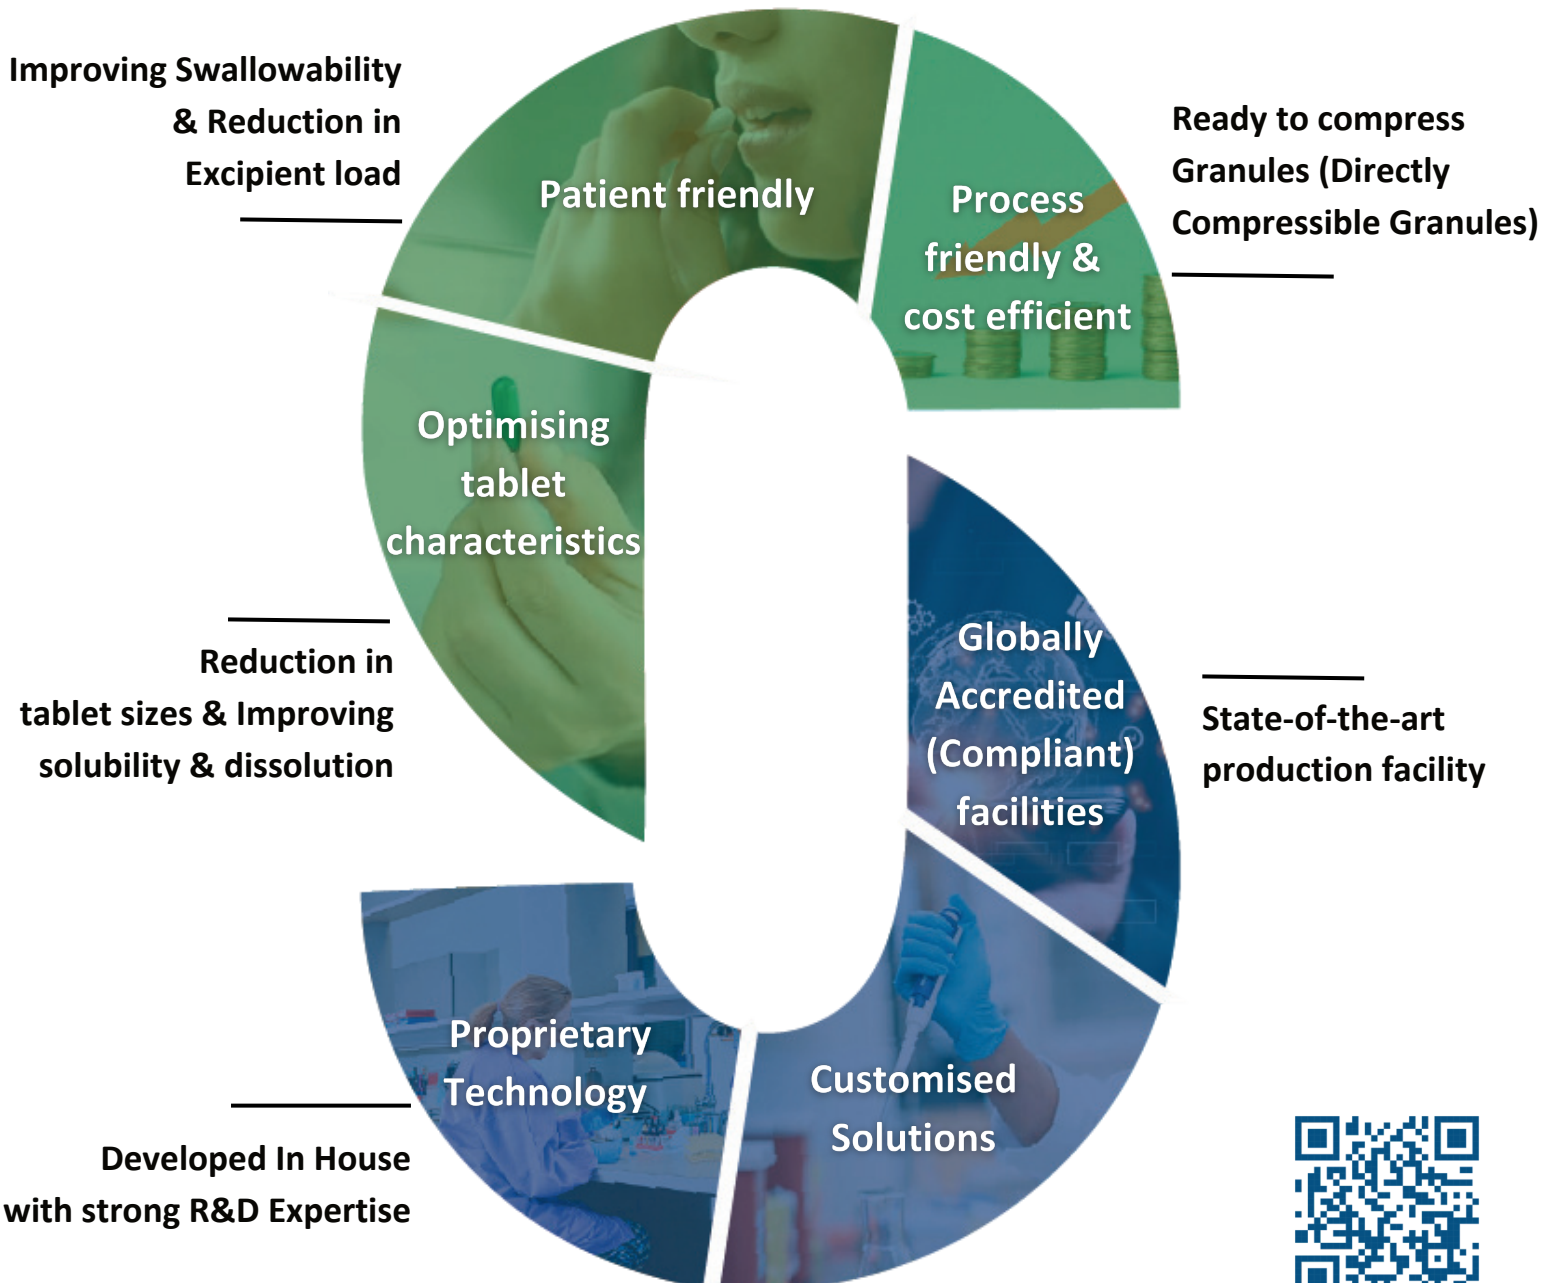 Improving Swallowability
& Reduction in
Excipient load
Patient friendly
Process
friendly &
cost efficient
Ready to compress
Granules (Directly
Compressible Granules)
Optimising
tablet
characteristics
Reduction in
tablet sizes & Improving
solubility & dissolution
Globally
Accredited
(Compliant)
facilities
State-of-the-art
production facility
Proprietary
Technology
Developed In House
with strong R&D Expertise
Customised
Solutions